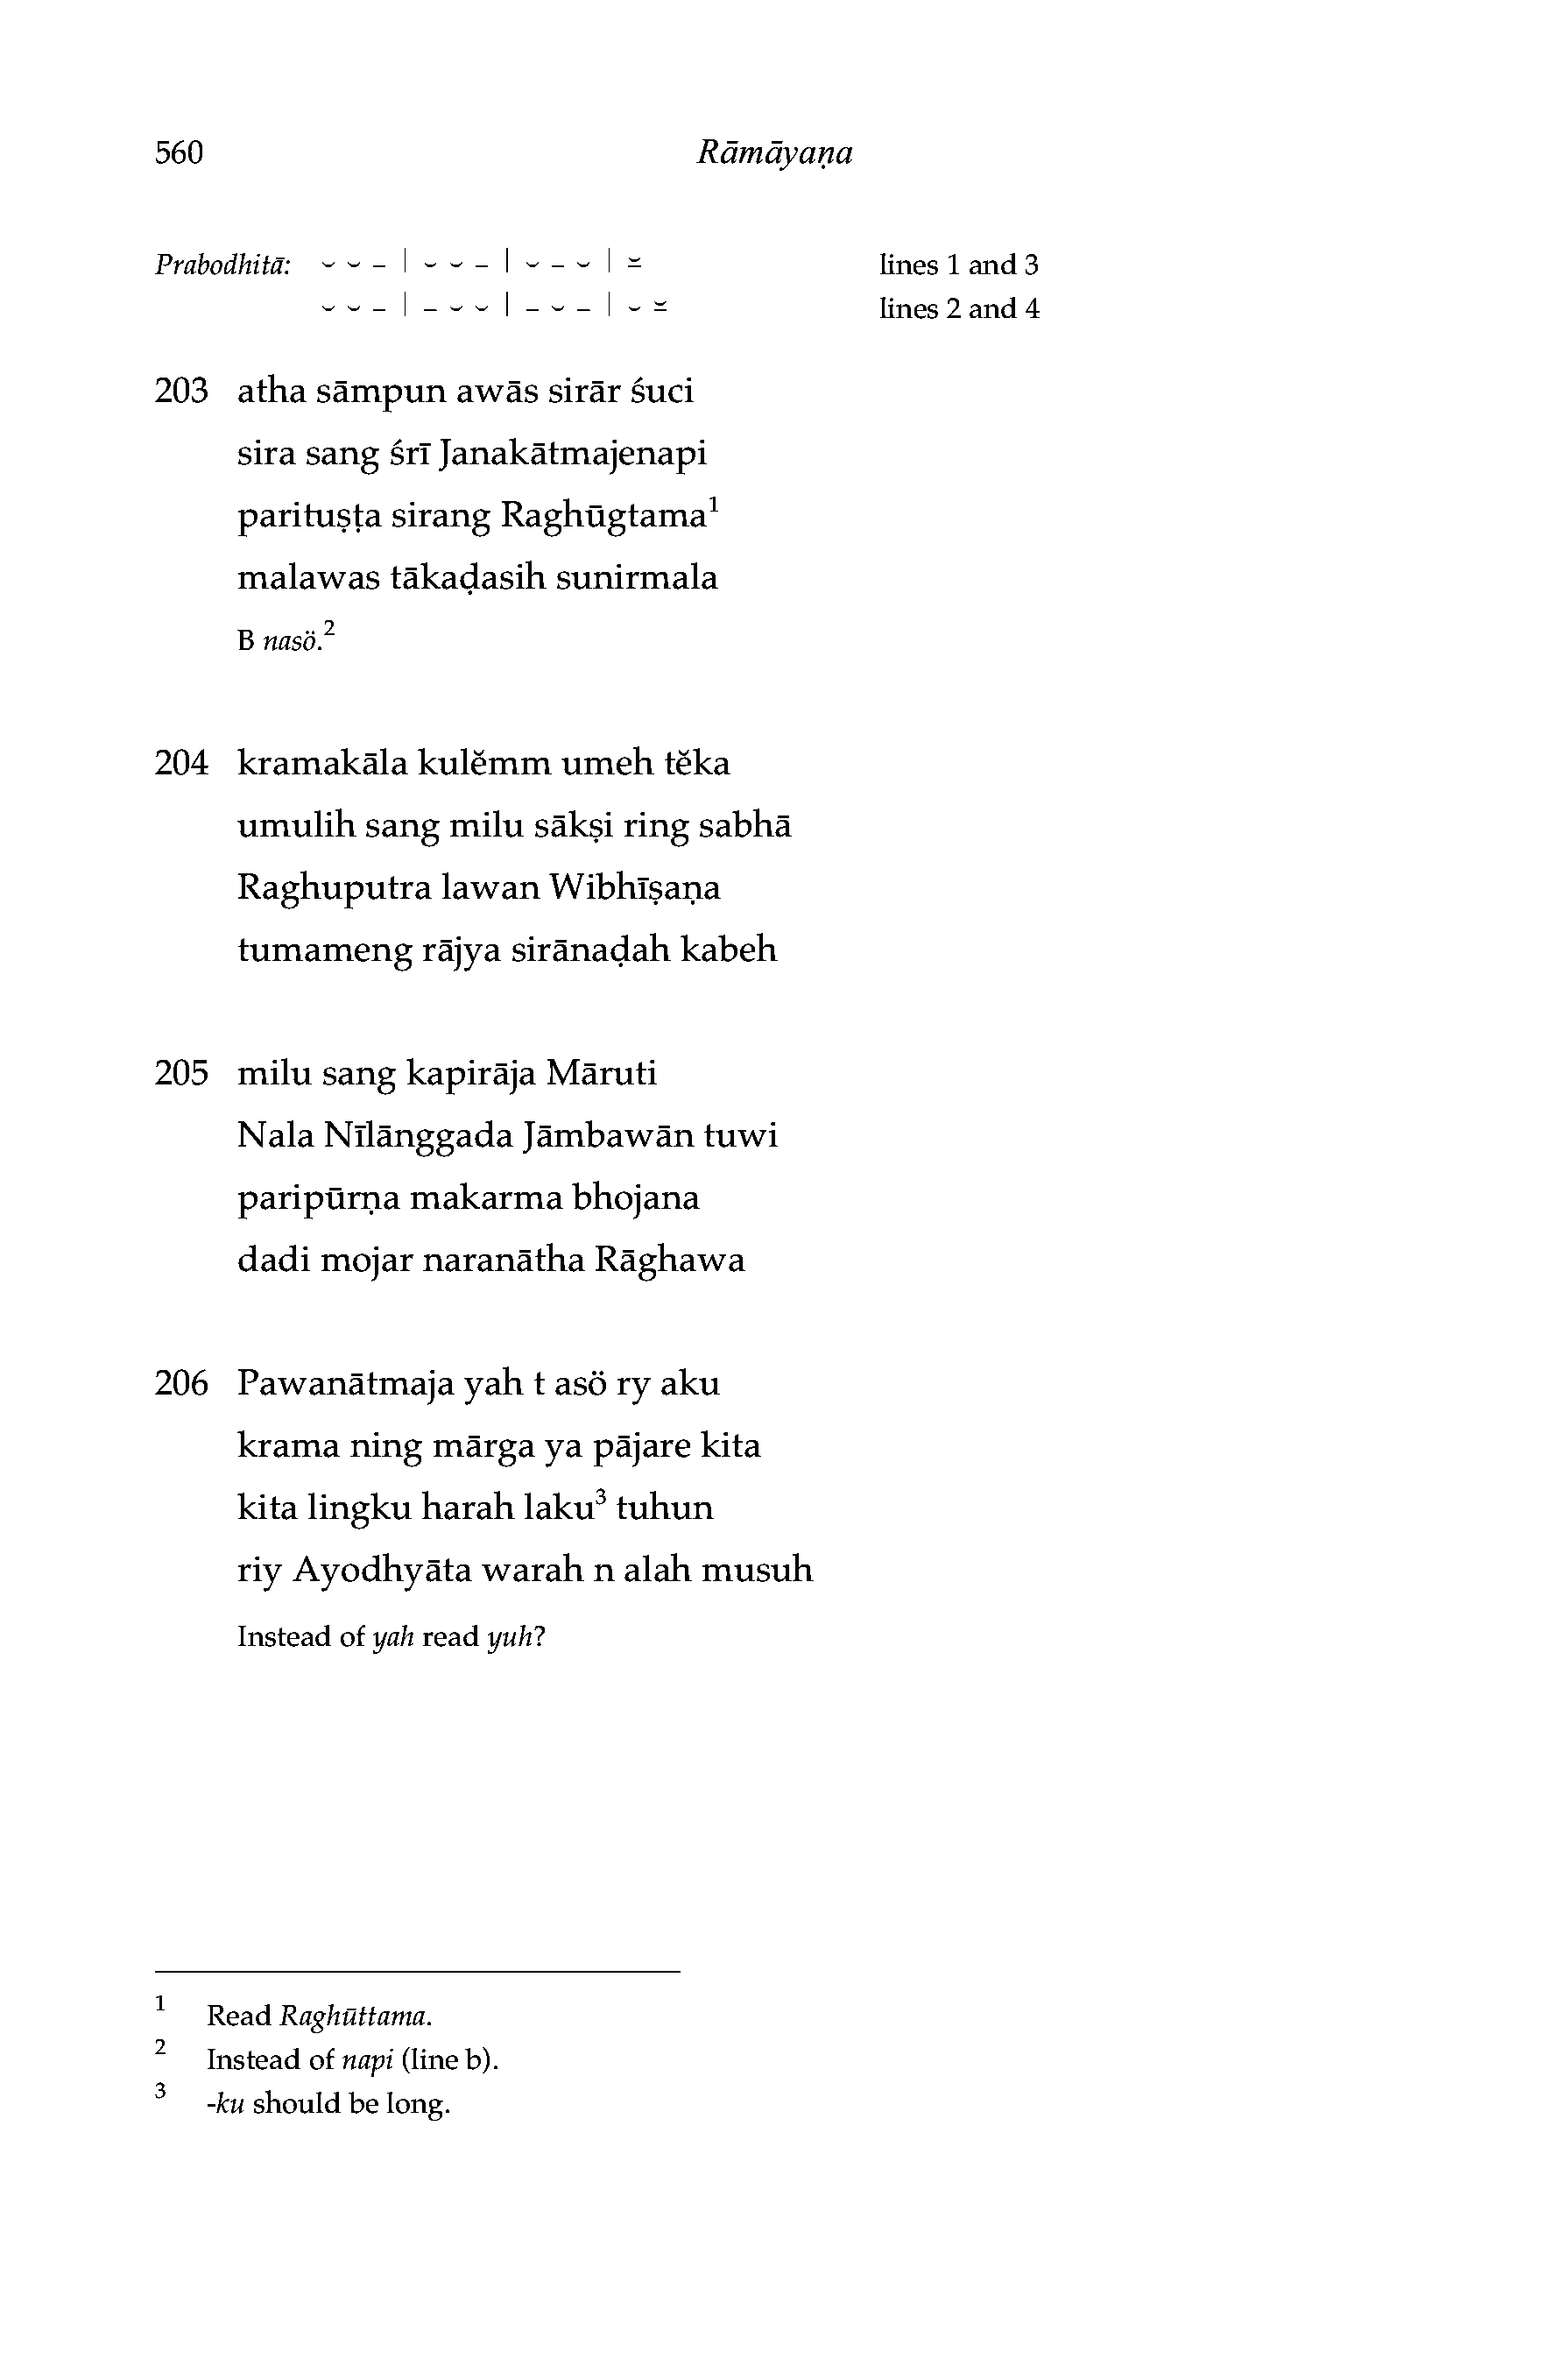 560 Rāmāyaṇa
Prabodhitā: ⏑ ⏑ – | ⏑ ⏑ – | ⏑ – ⏑ | ⏓ lines 1 and 3
⏑ ⏑ – | – ⏑ ⏑ | – ⏑ – | ⏑ ⏓ lines 2 and 4
203 atha sāmpun awās sirār śuci
sira sang śrī Janakātmajenapi
parituṣṭa sirang Raghūgtama¹
malawas tākaḍasih sunirmala
B nasö.²
204 kramakāla kulĕmm umeh tĕka
umulih sang milu sākṣi ring sabhā
Raghuputra lawan Wibhīṣaṇa
tumameng rājya sirānaḍah kabeh
205 milu sang kapirāja Māruti
Nala Nīlānggada Jāmbawān tuwi
paripūrṇa makarma bhojana
dadi mojar naranātha Rāghawa
206 Pawanātmaja yah t asö ry aku
krama ning mārga ya pājare kita
kita lingku harah laku³ tuhun
riy Ayodhyāta warah n alah musuh
Instead of yah read yuh?
1 Read Raghūttama.
2 Instead of napi (line b).
3 -ku should be long.